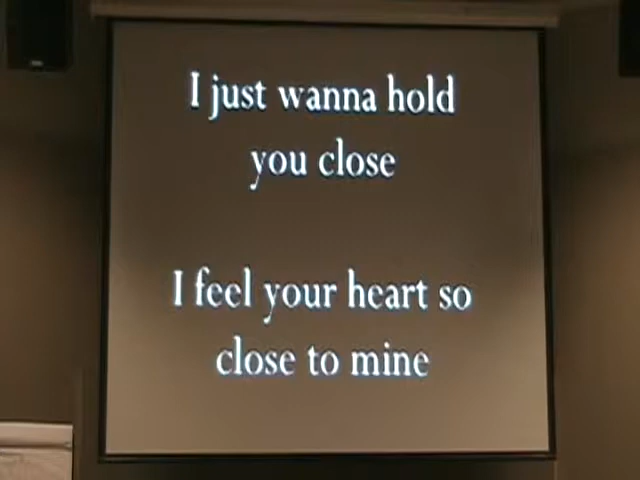 I just wanna hold
you close
I feel your heart so
close to mine